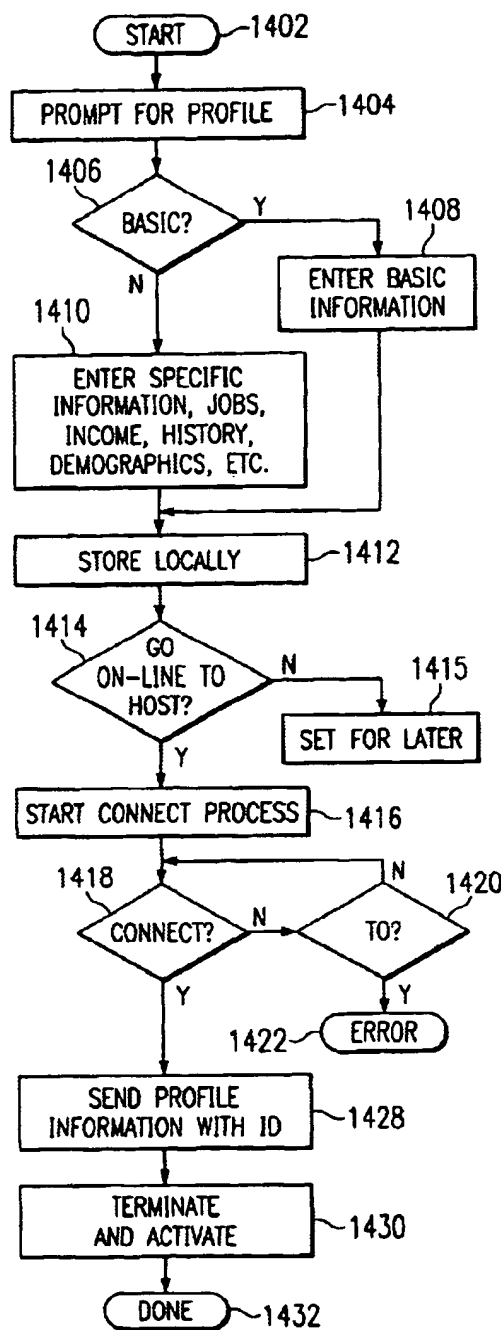 START
1402
PROMPT FOR PROFILE
1404
1406
BASIC?
Y
N
1408
ENTER BASIC
INFORMATION
1410
ENTER SPECIFIC
INFORMATION, JOBS,
INCOME, HISTORY,
DEMOGRAPHICS, ETC.
STORE LOCALLY
1412
1414
GO
ON-LINE TO
HOST?
N
Y
1415
SET FOR LATER
START CONNECT PROCESS
1416
1418
CONNECT?
N
Y
N
1420
TO?
Y
1422
ERROR
SEND PROFILE
INFORMATION WITH ID
1428
TERMINATE
AND ACTIVATE
1430
DONE
1432